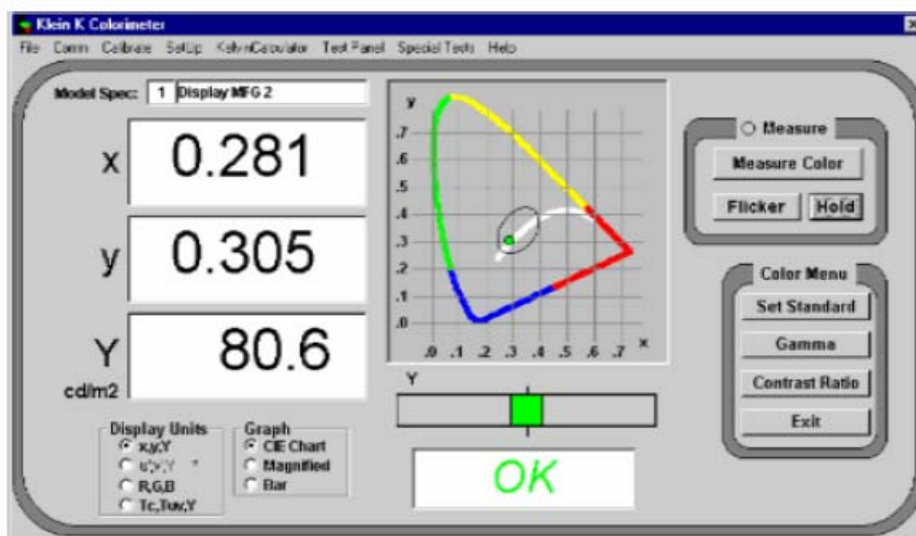 Klein K Colorimeter
File Comm Calibrate SetUp KelvinCalculator Test Panel Special Tests Help
Model Spec: 1 Display MFG 2
x 0.281
y 0.305
Y 80.6
cd/m2
Display Units
x,y,Y
R,G,B
Tc,Tuv,Y
Graph
CIE Chart
Magnified
Bar
y
.7
.6
.5
.4
.3
.2
.1
.0
.0 .1 .2 .3 .4 .5 .6 .7 x
Y
OK
Measure
Measure Color
Flicker Hold
Color Menu
Set Standard
Gamma
Contrast Ratio
Exit